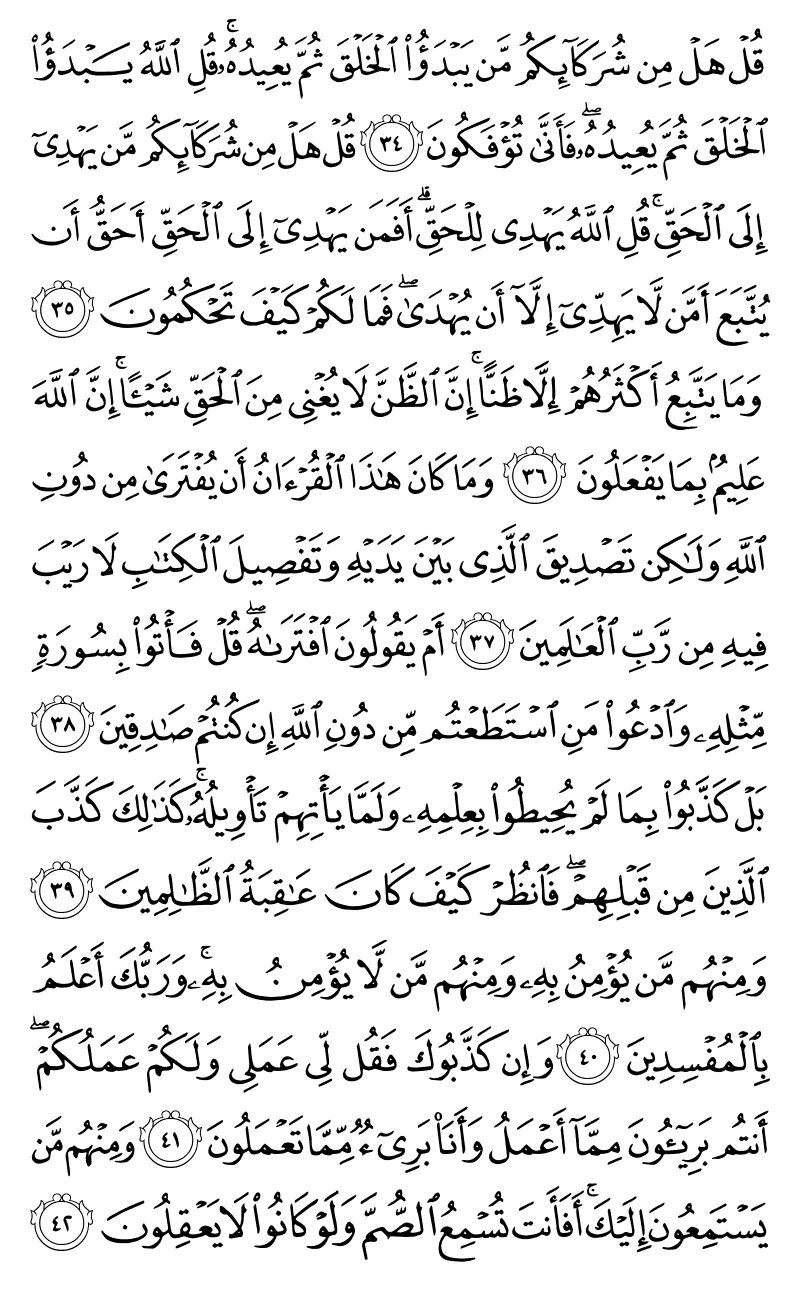 قُلْ هَلْ مِن شُرَكَآئِكُم مَّن يَبْدَؤُا۟ ٱلْخَلْقَ ثُمَّ يُعِيدُهُۥ ۚ قُلِ ٱللَّهُ يَبْدَؤُا۟
ٱلْخَلْقَ ثُمَّ يُعِيدُهُۥ ۖ فَأَنَّىٰ تُؤْفَكُونَ ٣٤ قُلْ هَلْ مِن شُرَكَآئِكُم مَّن يَهْدِىٓ
إِلَى ٱلْحَقِّ ۚ قُلِ ٱللَّهُ يَهْدِى لِلْحَقِّ ۗ أَفَمَن يَهْدِىٓ إِلَى ٱلْحَقِّ أَحَقُّ أَن
يُتَّبَعَ أَمَّن لَّا يَهِدِّىٓ إِلَّآ أَن يُهْدَىٰ ۖ فَمَا لَكُمْ كَيْفَ تَحْكُمُونَ ٣٥
وَمَا يَتَّبِعُ أَكْثَرُهُمْ إِلَّا ظَنًّا ۚ إِنَّ ٱلظَّنَّ لَا يُغْنِى مِنَ ٱلْحَقِّ شَيْـًٔا ۚ إِنَّ ٱللَّهَ
عَلِيمٌۢ بِمَا يَفْعَلُونَ ٣٦ وَمَا كَانَ هَـٰذَا ٱلْقُرْءَانُ أَن يُفْتَرَىٰ مِن دُونِ
ٱللَّهِ وَلَـٰكِن تَصْدِيقَ ٱلَّذِى بَيْنَ يَدَيْهِ وَتَفْصِيلَ ٱلْكِتَـٰبِ لَا رَيْبَ
فِيهِ مِن رَّبِّ ٱلْعَـٰلَمِينَ ٣٧ أَمْ يَقُولُونَ ٱفْتَرَىٰهُ ۖ قُلْ فَأْتُوا۟ بِسُورَةٍ
مِّثْلِهِۦ وَٱدْعُوا۟ مَنِ ٱسْتَطَعْتُم مِّن دُونِ ٱللَّهِ إِن كُنتُمْ صَـٰدِقِينَ ٣٨
بَلْ كَذَّبُوا۟ بِمَا لَمْ يُحِيطُوا۟ بِعِلْمِهِۦ وَلَمَّا يَأْتِهِمْ تَأْوِيلُهُۥ ۚ كَذَٰلِكَ كَذَّبَ
ٱلَّذِينَ مِن قَبْلِهِمْ ۖ فَٱنظُرْ كَيْفَ كَانَ عَـٰقِبَةُ ٱلظَّـٰلِمِينَ ٣٩
وَمِنْهُم مَّن يُؤْمِنُ بِهِۦ وَمِنْهُم مَّن لَّا يُؤْمِنُ بِهِۦ ۚ وَرَبُّكَ أَعْلَمُ
بِٱلْمُفْسِدِينَ ٤٠ وَإِن كَذَّبُوكَ فَقُل لِّى عَمَلِى وَلَكُمْ عَمَلُكُمْ ۖ
أَنتُم بَرِيٓـُٔونَ مِمَّآ أَعْمَلُ وَأَنَا۠ بَرِىٓءٌ مِّمَّا تَعْمَلُونَ ٤١ وَمِنْهُم مَّن
يَسْتَمِعُونَ إِلَيْكَ ۚ أَفَأَنتَ تُسْمِعُ ٱلصُّمَّ وَلَوْ كَانُوا۟ لَا يَعْقِلُونَ ٤٢